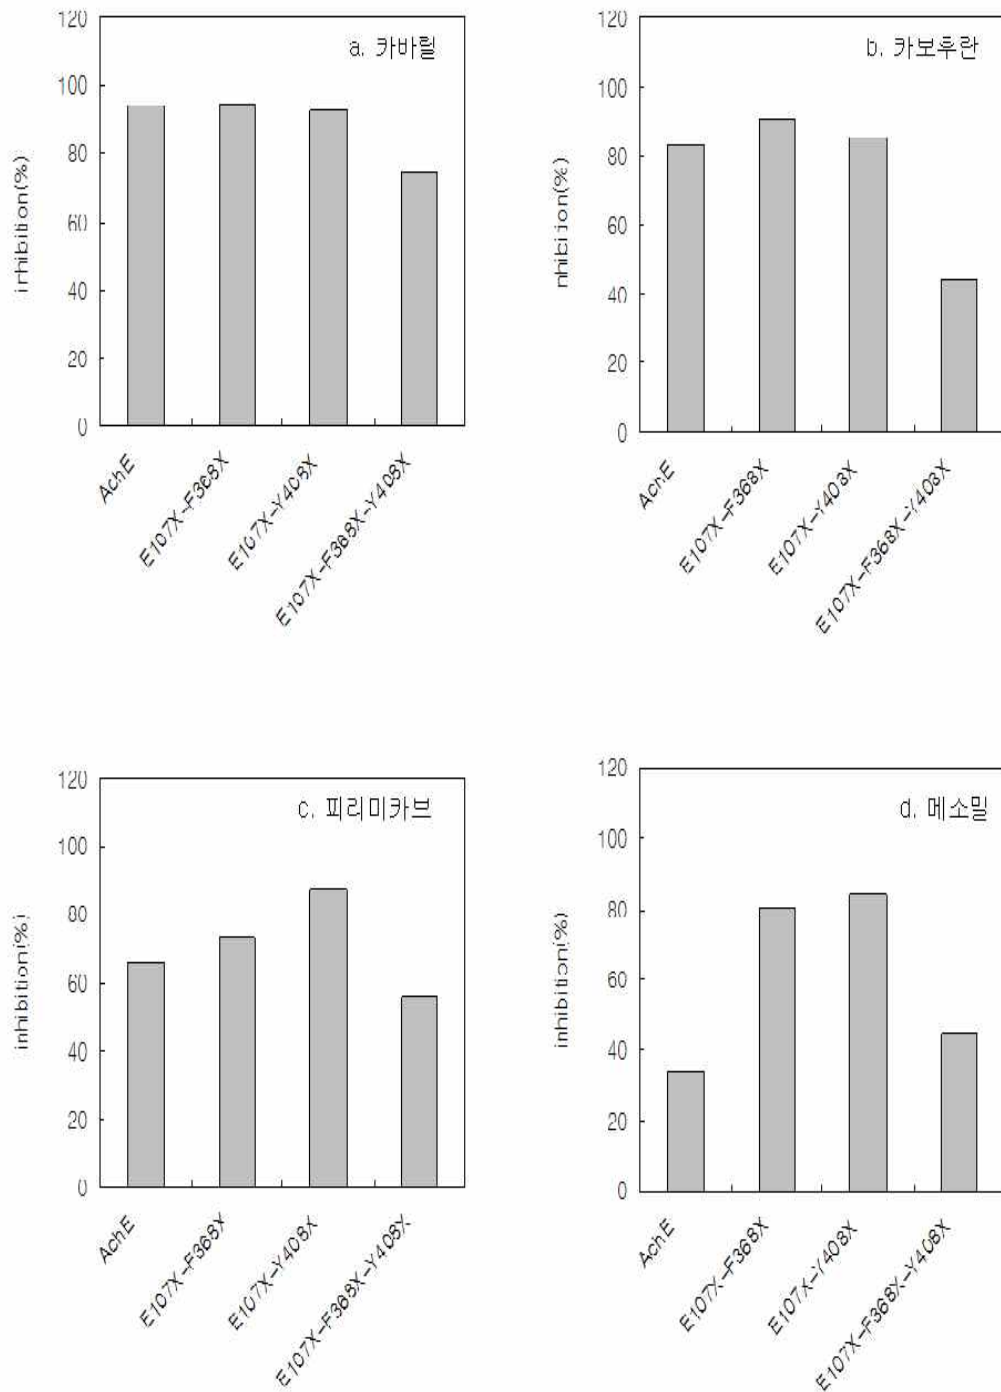 a. 카바릴
120
100
80
60
40
20
0
inhibition(%)
AchE
E107X-F368X
E107X-Y408X
E107X-F368X-Y408X
b. 카보후란
120
100
80
60
40
20
0
nhibition(%)
AchE
E107X-F368X
E107X-Y408X
E107X-F368X-Y408X
c. 피리미카브
120
100
80
60
40
20
0
inhibition(%)
AchE
E107X-F368X
E107X-Y408X
E107X-F368X-Y408X
d. 메소밀
120
100
80
60
40
20
0
inhibition(%)
AchE
E107X-F368X
E107X-Y408X
E107X-F368X-Y408X